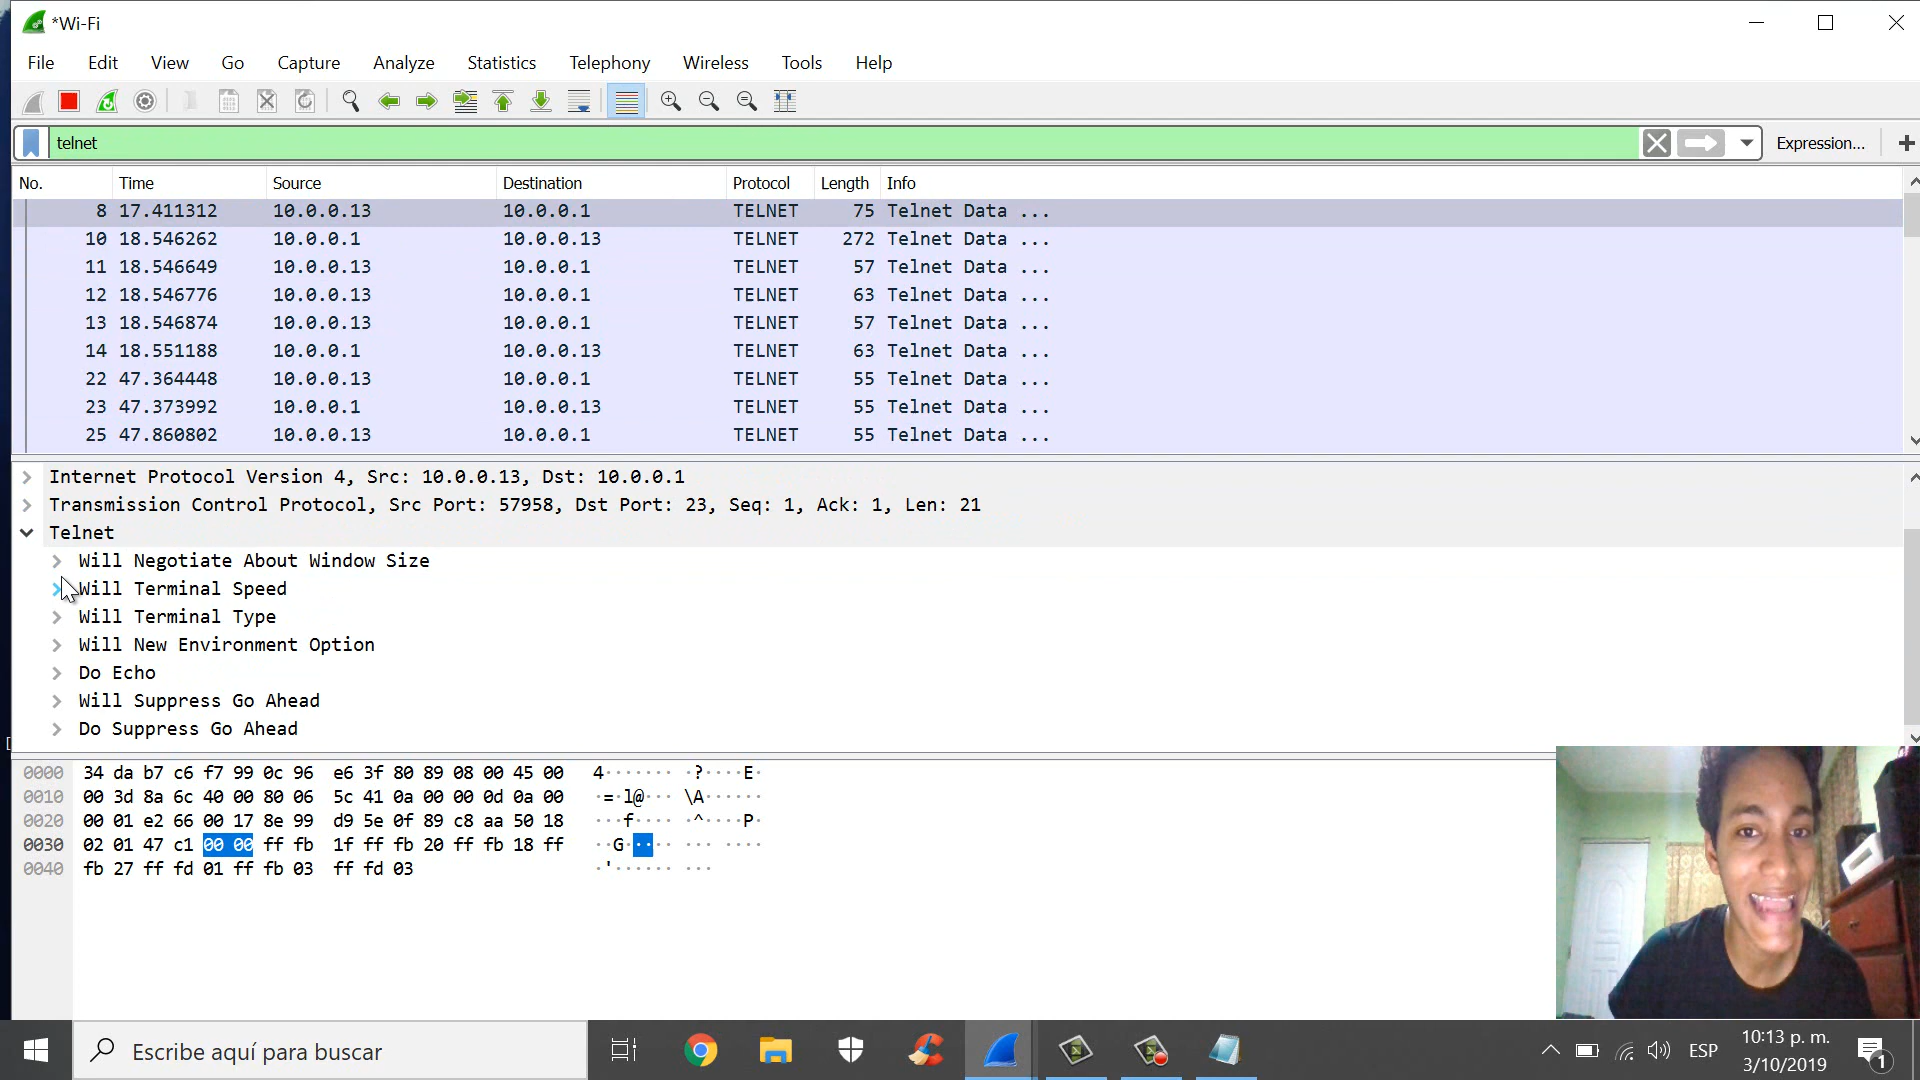 *Wi-Fi
File Edit View Go Capture Analyze Statistics Telephony Wireless Tools Help
telnet Expression... +
No. Time Source Destination Protocol Length Info
8 17.411312 10.0.0.13 10.0.0.1 TELNET 75 Telnet Data ...
10 18.546262 10.0.0.1 10.0.0.13 TELNET 272 Telnet Data ...
11 18.546649 10.0.0.13 10.0.0.1 TELNET 57 Telnet Data ...
12 18.546776 10.0.0.13 10.0.0.1 TELNET 63 Telnet Data ...
13 18.546874 10.0.0.13 10.0.0.1 TELNET 57 Telnet Data ...
14 18.551188 10.0.0.1 10.0.0.13 TELNET 63 Telnet Data ...
22 47.364448 10.0.0.13 10.0.0.1 TELNET 55 Telnet Data ...
23 47.373992 10.0.0.1 10.0.0.13 TELNET 55 Telnet Data ...
25 47.860802 10.0.0.13 10.0.0.1 TELNET 55 Telnet Data ...
Internet Protocol Version 4, Src: 10.0.0.13, Dst: 10.0.0.1
Transmission Control Protocol, Src Port: 57958, Dst Port: 23, Seq: 1, Ack: 1, Len: 21
Telnet
Will Negotiate About Window Size
Will Terminal Speed
Will Terminal Type
Will New Environment Option
Do Echo
Will Suppress Go Ahead
Do Suppress Go Ahead
0000 34 da b7 c6 f7 99 0c 96 e6 3f 80 89 08 00 45 00 4······· ·?····E·
0010 00 3d 8a 6c 40 00 80 06 5c 41 0a 00 00 0d 0a 00 ·=·l@··· \A······
0020 00 01 e2 66 00 17 8e 99 d9 5e 0f 89 c8 aa 50 18 ···f···· ·^····P·
0030 02 01 47 c1 00 00 ff fb 1f ff fb 20 ff fb 18 ff ··G····· ··· ····
0040 fb 27 ff fd 01 ff fb 03 ff fd 03 ·'······ ···
Escribe aquí para buscar
ESP
10:13 p. m.
3/10/2019
1